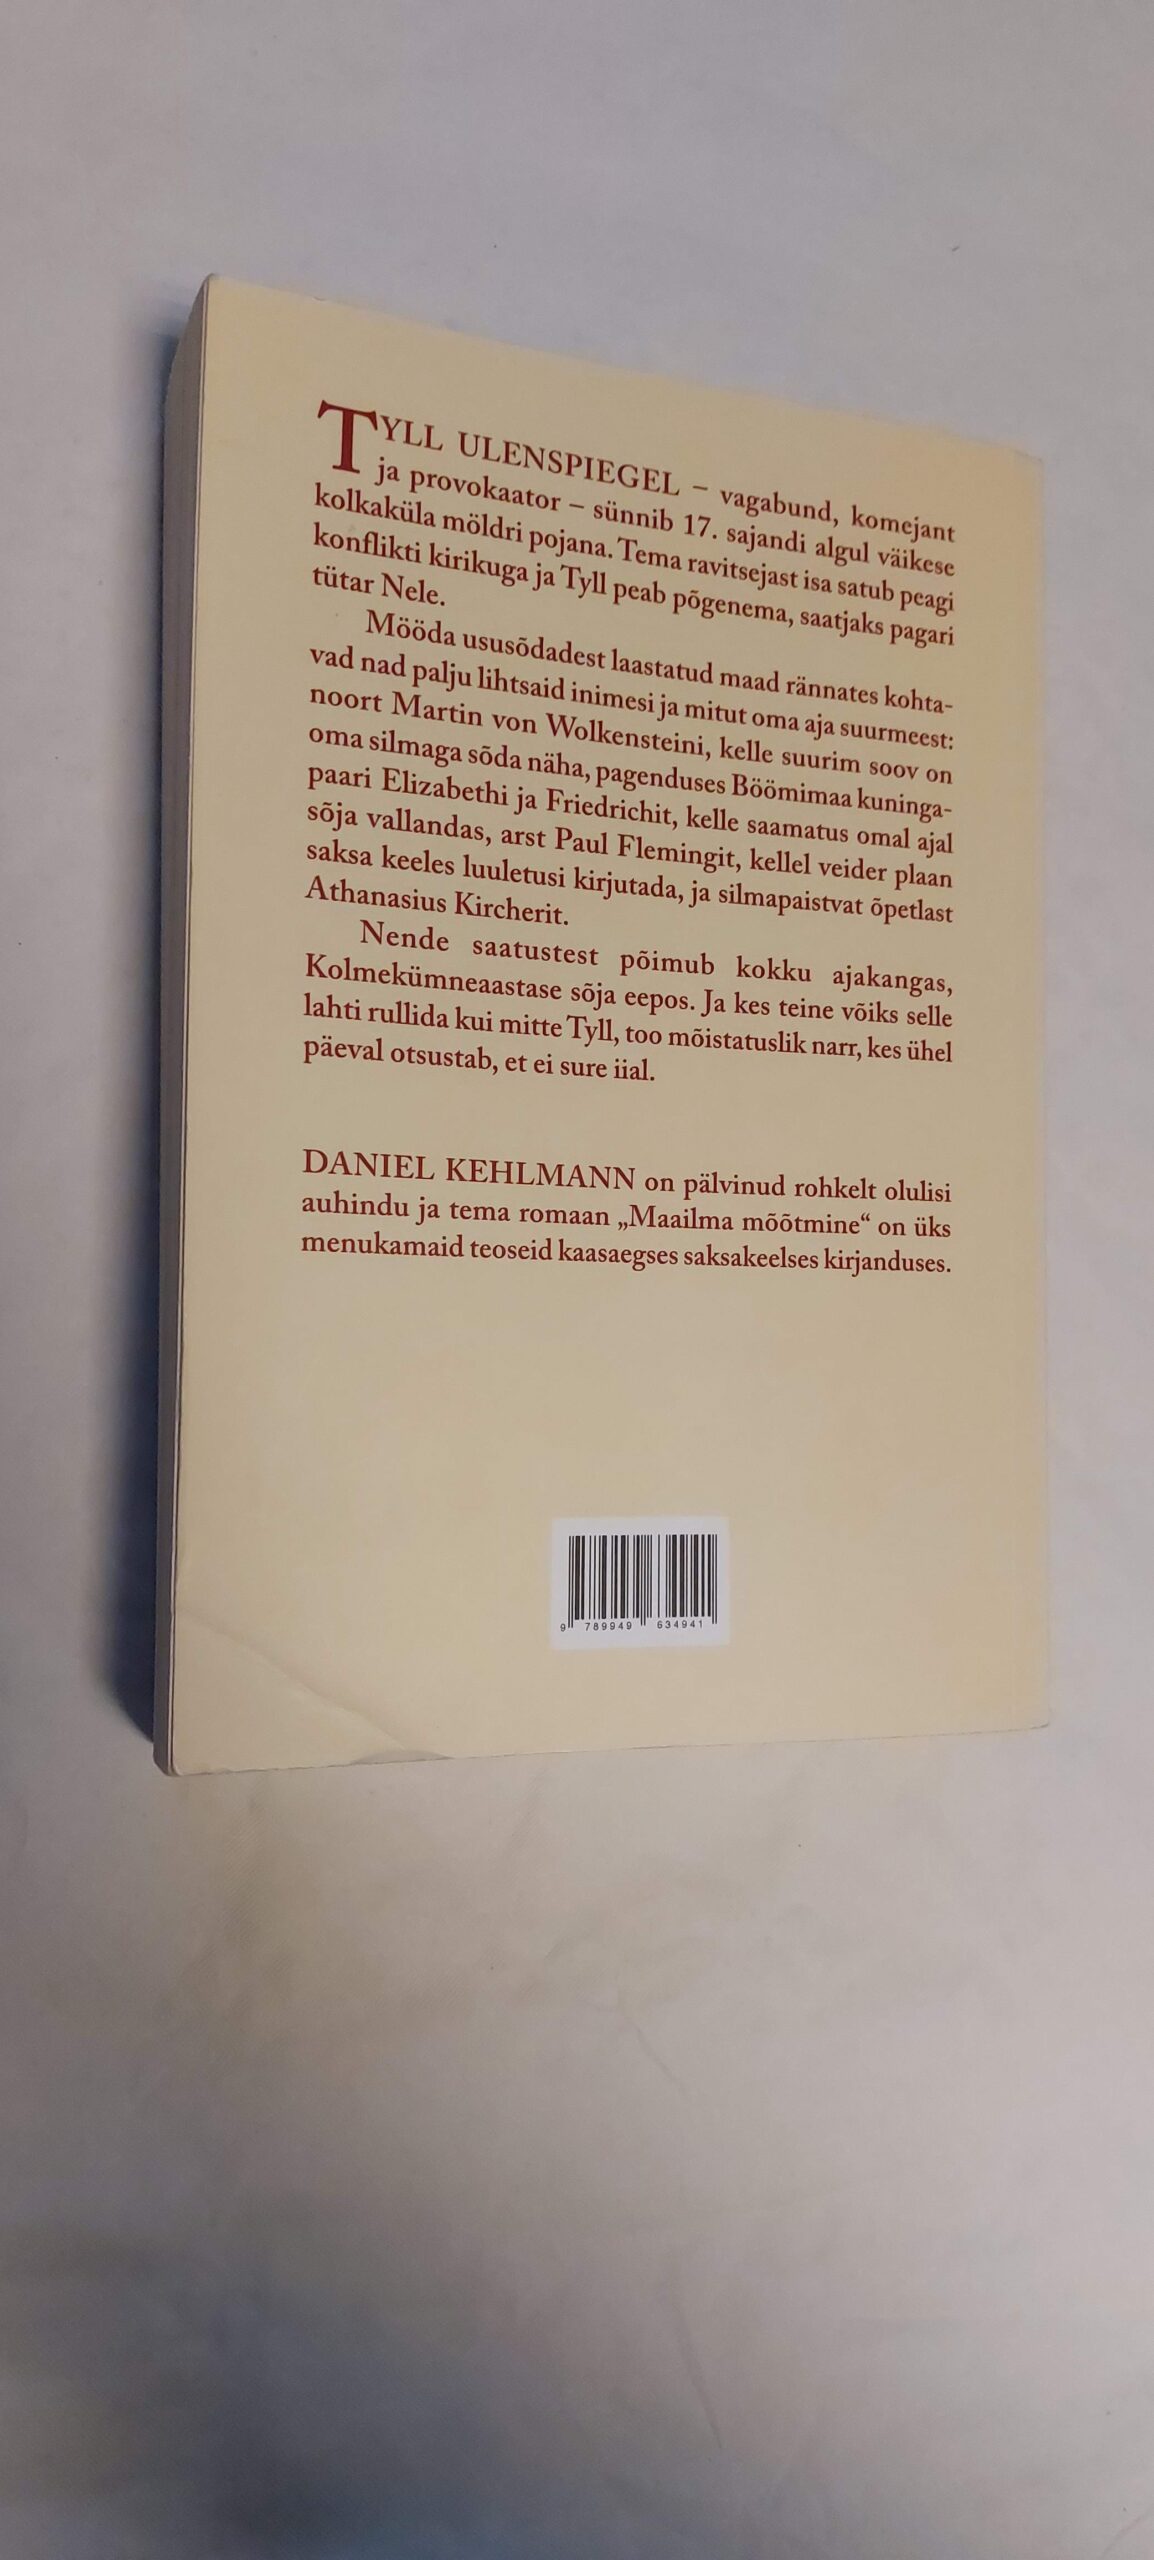 TYLL ULENSPIEGEL – vagabund, komejant
ja provokaator – sünnib 17. sajandi algul väikese
kolkaküla möldri pojana. Tema ravitsejast isa satub peagi
konflikti kirikuga ja Tyll peab põgenema, saatjaks pagari
tütar Nele.
Mööda ususõdadest laastatud maad rännates kohta-
vad nad palju lihtsaid inimesi ja mitut oma aja suurmeest:
noort Martin von Wolkensteini, kelle suurim soov on
oma silmaga sõda näha, pagenduses Böömimaa kuninga-
paari Elizabethi ja Friedrichit, kelle saamatus omal ajal
sõja vallandas, arst Paul Flemingit, kellel veider plaan
saksa keeles luuletusi kirjutada, ja silmapaistvat õpetlast
Athanasius Kircherit.
Nende saatustest põimub kokku ajakangas,
Kolmekümneaastase sõja eepos. Ja kes teine võiks selle
lahti rullida kui mitte Tyll, too mõistatuslik narr, kes ühel
päeval otsustab, et ei sure iial.
DANIEL KEHLMANN on pälvinud rohkelt olulisi
auhindu ja tema romaan „Maailma mõõtmine“ on üks
menukamaid teoseid kaasaegses saksakeelses kirjanduses.
9 789949 634941